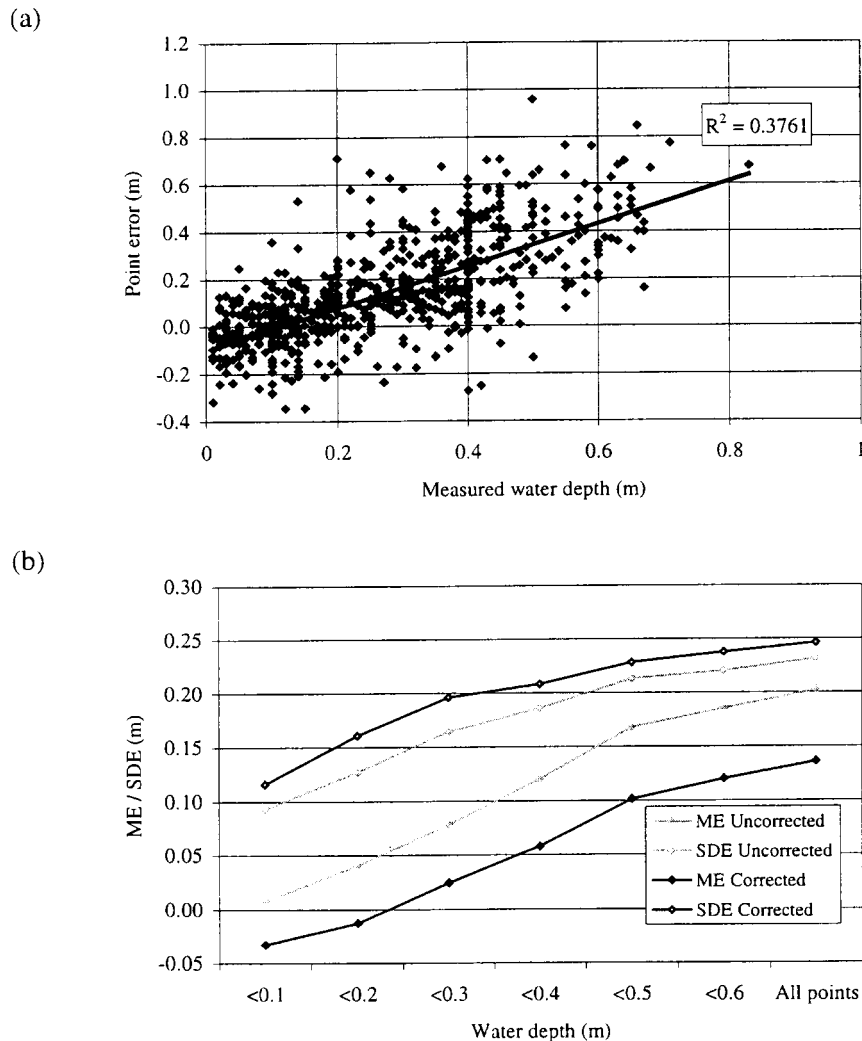 (a)
1.2
1.0
0.8
0.6
0.4
0.2
0.0
-0.2
-0.4
Point error (m)
R² = 0.3761
0 0.2 0.4 0.6 0.8 1
Measured water depth (m)
(b)
0.30
0.25
0.20
0.15
0.10
0.05
0.00
-0.05
ME / SDE (m)
ME Uncorrected
SDE Uncorrected
ME Corrected
SDE Corrected
<0.1 <0.2 <0.3 <0.4 <0.5 <0.6 All points
Water depth (m)